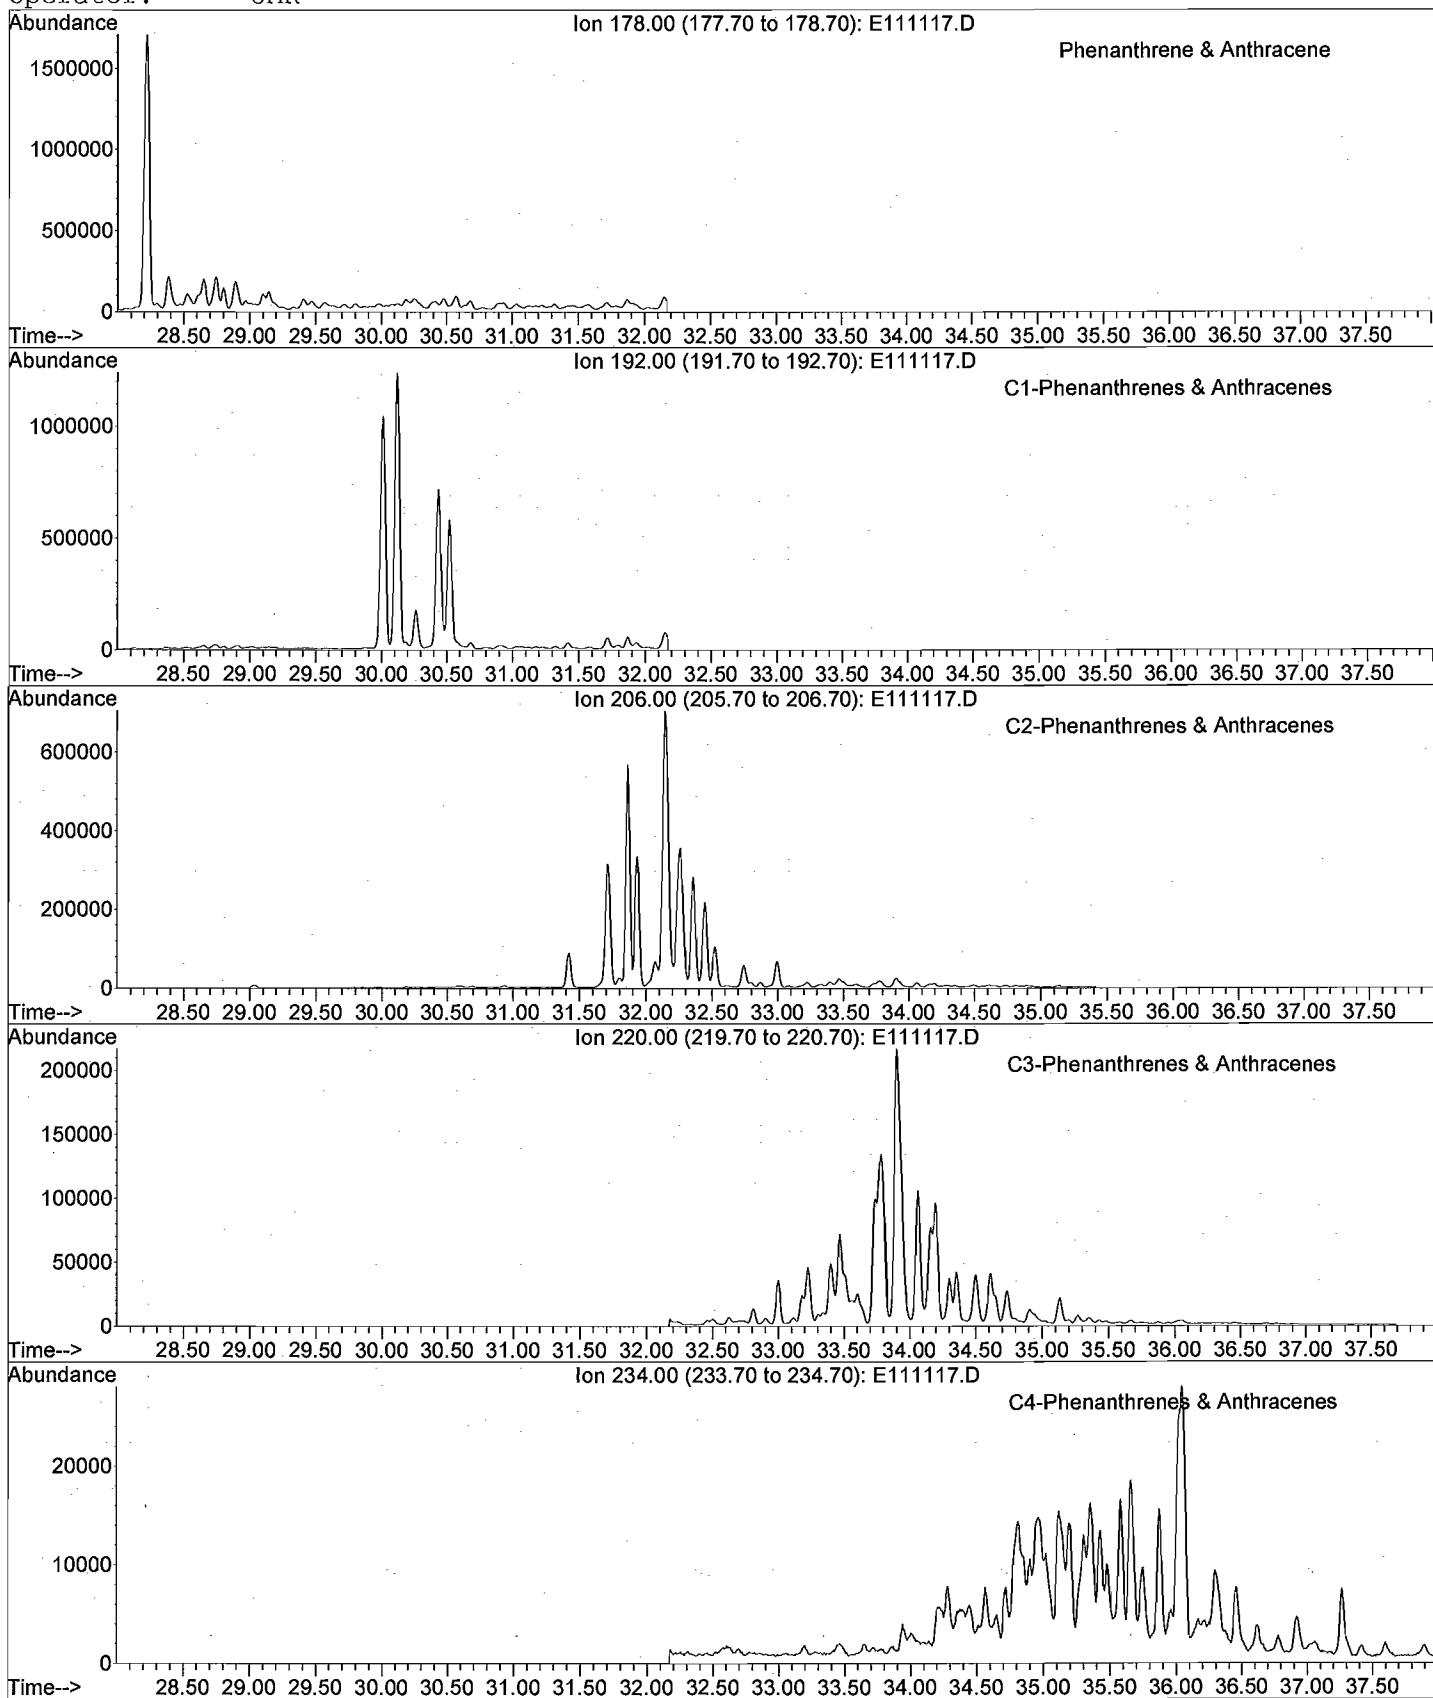 Abundance Ion 178.00 (177.70 to 178.70): E111117.D
Phenanthrene & Anthracene
1500000
1000000
500000
0
Time--> 28.50 29.00 29.50 30.00 30.50 31.00 31.50 32.00 32.50 33.00 33.50 34.00 34.50 35.00 35.50 36.00 36.50 37.00 37.50
Abundance Ion 192.00 (191.70 to 192.70): E111117.D
C1-Phenanthrenes & Anthracenes
1000000
500000
0
Time--> 28.50 29.00 29.50 30.00 30.50 31.00 31.50 32.00 32.50 33.00 33.50 34.00 34.50 35.00 35.50 36.00 36.50 37.00 37.50
Abundance Ion 206.00 (205.70 to 206.70): E111117.D
C2-Phenanthrenes & Anthracenes
600000
400000
200000
0
Time--> 28.50 29.00 29.50 30.00 30.50 31.00 31.50 32.00 32.50 33.00 33.50 34.00 34.50 35.00 35.50 36.00 36.50 37.00 37.50
Abundance Ion 220.00 (219.70 to 220.70): E111117.D
C3-Phenanthrenes & Anthracenes
200000
150000
100000
50000
0
Time--> 28.50 29.00 29.50 30.00 30.50 31.00 31.50 32.00 32.50 33.00 33.50 34.00 34.50 35.00 35.50 36.00 36.50 37.00 37.50
Abundance Ion 234.00 (233.70 to 234.70): E111117.D
C4-Phenanthrenes & Anthracenes
20000
10000
0
Time--> 28.50 29.00 29.50 30.00 30.50 31.00 31.50 32.00 32.50 33.00 33.50 34.00 34.50 35.00 35.50 36.00 36.50 37.00 37.50